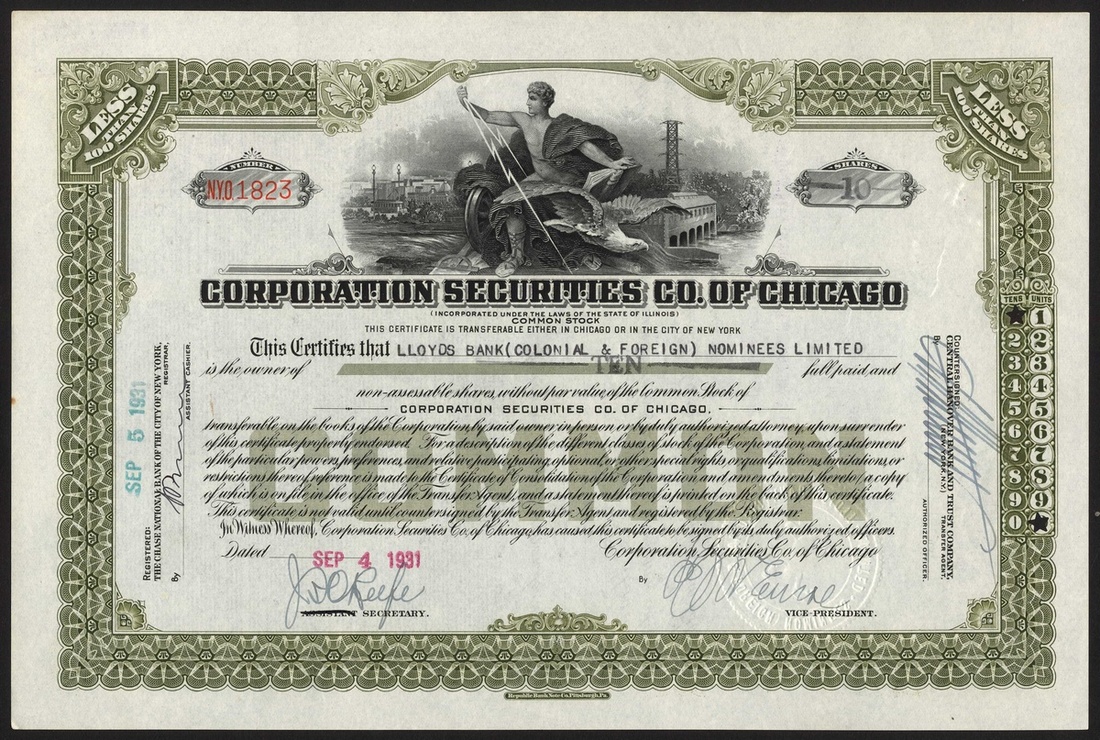 LESS
THAN
100 SHARES
LESS
THAN
100 SHARES
NUMBER
N.Y.O.1823
SHARES
10
CORPORATION SECURITIES CO. OF CHICAGO
(INCORPORATED UNDER THE LAWS OF THE STATE OF ILLINOIS)
COMMON STOCK
THIS CERTIFICATE IS TRANSFERABLE EITHER IN CHICAGO OR IN THE CITY OF NEW YORK
This Certifies that LLOYDS BANK(COLONIAL & FOREIGN) NOMINEES LIMITED
is the owner of TEN full paid and
non-assessable shares, without par value of the Common Stock of
CORPORATION SECURITIES CO. OF CHICAGO.
transferable on the books of the Corporation by said owner in person or by duly authorized attorney, upon surrender
of this certificate properly endorsed. For a description of the different classes of stock of the Corporation and a statement
of the particular powers, preferences, and relative participating, optional, or other special rights or qualifications, limitations, or
restrictions thereof reference is made to the Certificate of Consolidation of the corporation and amendments thereto, a copy
of which is on file in the office of the Transfer Agent, and a statement thereof is printed on the back of this certificate.
This certificate is not valid until countersigned by the Transfer Agent and registered by the Registrar.
In Witness Whereof, Corporation Securities Co. of Chicago has caused this certificate to be signed by its duly authorized officers.
COMMON
Dated SEP 4 1931
Corporation Securities Co. of Chicago
By
ASSISTANT SECRETARY.
VICE-PRESIDENT.
REGISTERED:
THE CHASE NATIONAL BANK OF THE CITY OF NEW YORK,
REGISTRAR,
By
ASSISTANT CASHIER.
SEP 5 1931
COUNTERSIGNED
CENTRAL HANOVER BANK AND TRUST COMPANY,
(NEW YORK, N.Y.) TRANSFER AGENT,
By
AUTHORIZED OFFICER.
TENS UNITS
1
2 2
3 3
4 4
5 5
6 6
7 7
8 8
9 9
0
Republic Bank Note Co. Pittsburgh, Pa.